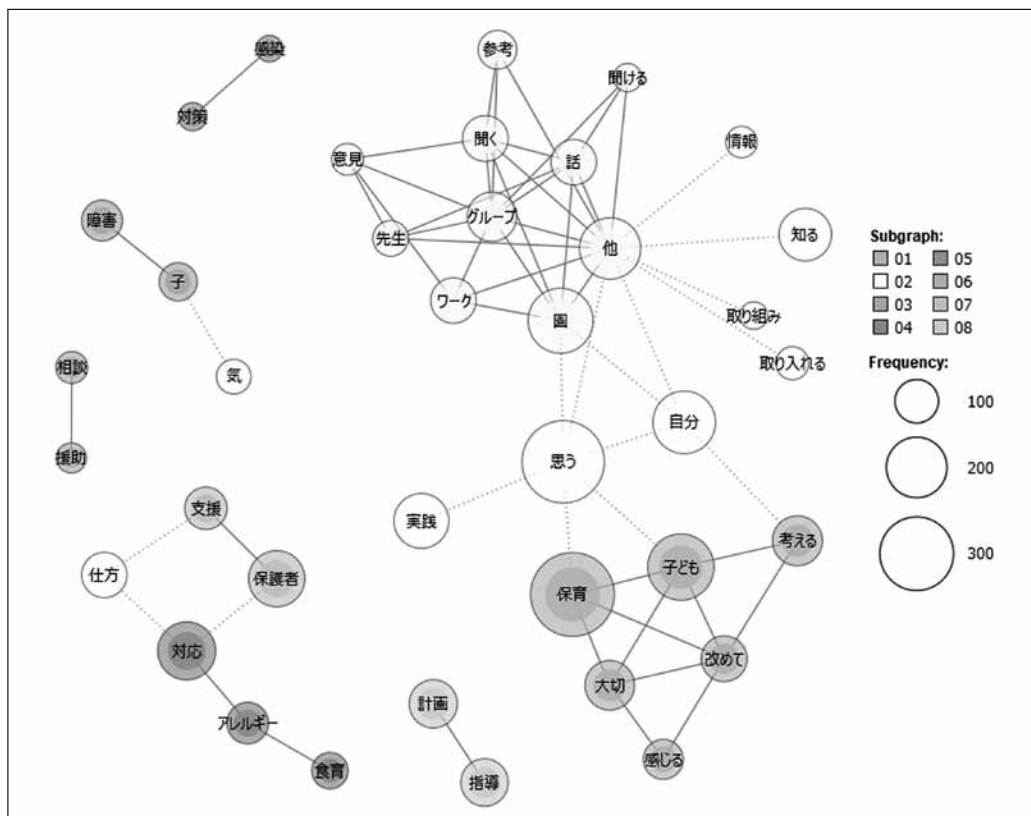 感染
対策
参考
聞ける
聞く
意見
話
情報
グループ
先生
他
知る
ワーク
園
取り組み
取り入れる
障害
子
気
相談
援助
自分
思う
実践
支援
仕方
保護者
対応
アレルギー
食育
計画
指導
保育
子ども
考える
改めて
大切
感じる
Subgraph:
01 05
02 06
03 07
04 08
Frequency:
100
200
300